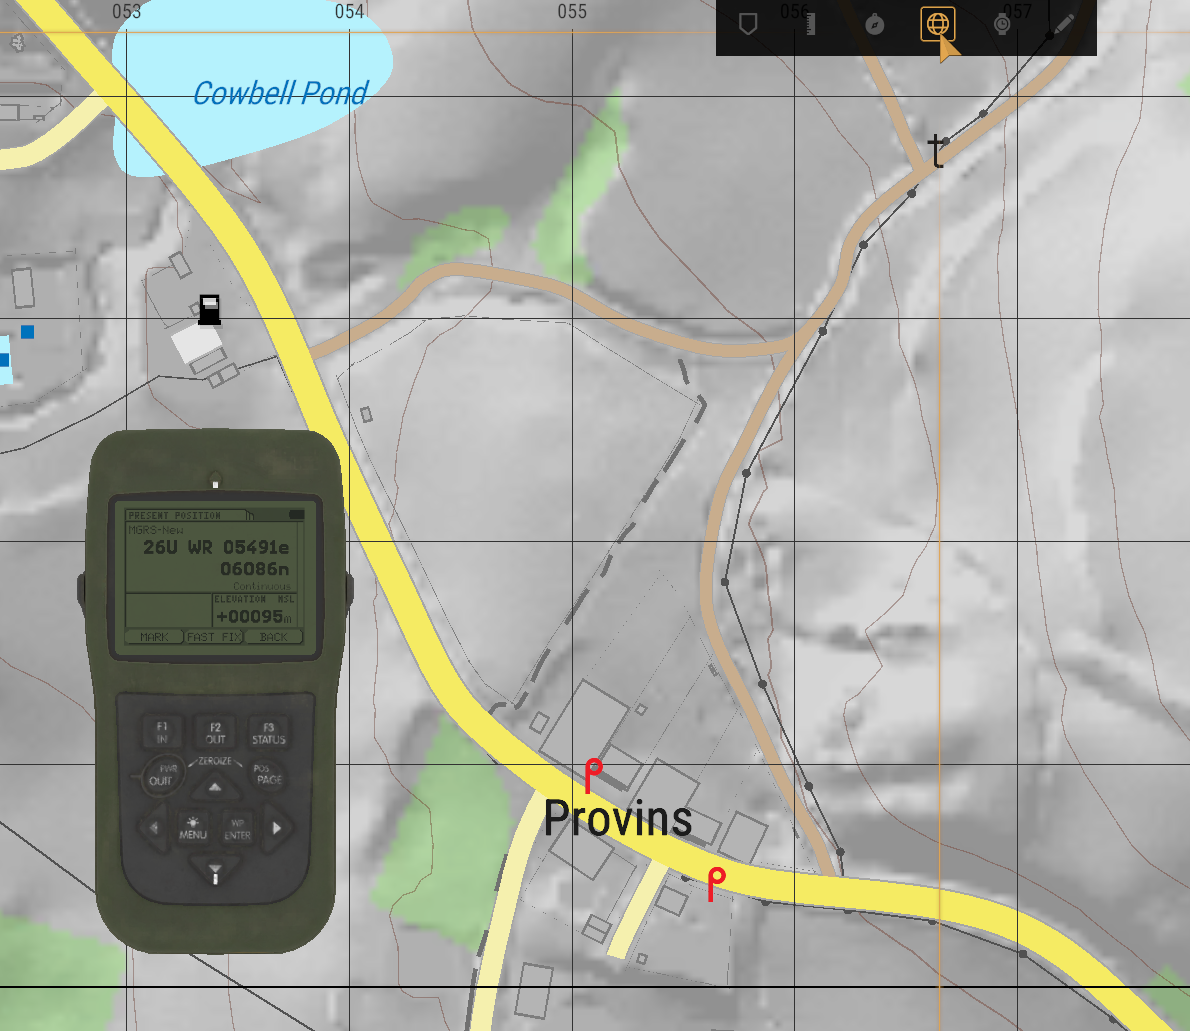 053 054 055 056 057
Cowbell Pond
t
PRESENT POSITION
MGRS-New
26U WR 05491e
06086n
Continuous
ELEVATION MSL
+00095m
MARK FAST FIX BACK
F1 IN F2 OUT F3 STATUS
PWR QUIT ZEROIZE POS PAGE
MENU WP ENTER
Provins